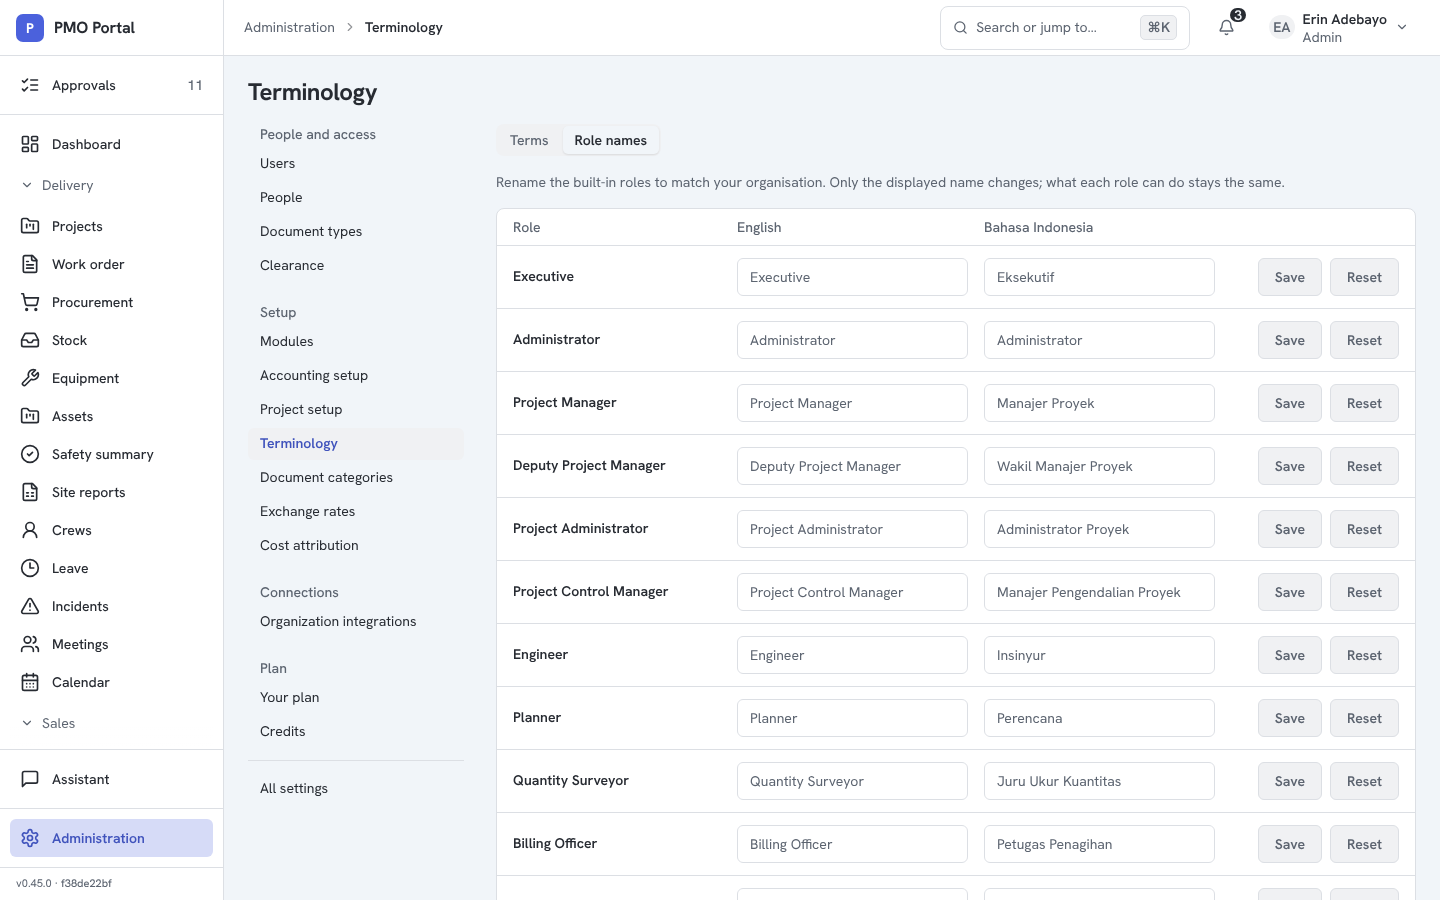 P PMO Portal
Administration > Terminology
Search or jump to... ⌘K
3
EA
Erin Adebayo
Admin
Approvals 11
Dashboard
Delivery
Projects
Work order
Procurement
Stock
Equipment
Assets
Safety summary
Site reports
Crews
Leave
Incidents
Meetings
Calendar
Sales
Assistant
Administration
v0.45.0 · f38de22bf
Terminology
People and access
Users
People
Document types
Clearance
Setup
Modules
Accounting setup
Project setup
Terminology
Document categories
Exchange rates
Cost attribution
Connections
Organization integrations
Plan
Your plan
Credits
All settings
Terms Role names
Rename the built-in roles to match your organisation. Only the displayed name changes; what each role can do stays the same.
Role English Bahasa Indonesia
Executive Executive Eksekutif Save Reset
Administrator Administrator Administrator Save Reset
Project Manager Project Manager Manajer Proyek Save Reset
Deputy Project Manager Deputy Project Manager Wakil Manajer Proyek Save Reset
Project Administrator Project Administrator Administrator Proyek Save Reset
Project Control Manager Project Control Manager Manajer Pengendalian Proyek Save Reset
Engineer Engineer Insinyur Save Reset
Planner Planner Perencana Save Reset
Quantity Surveyor Quantity Surveyor Juru Ukur Kuantitas Save Reset
Billing Officer Billing Officer Petugas Penagihan Save Reset